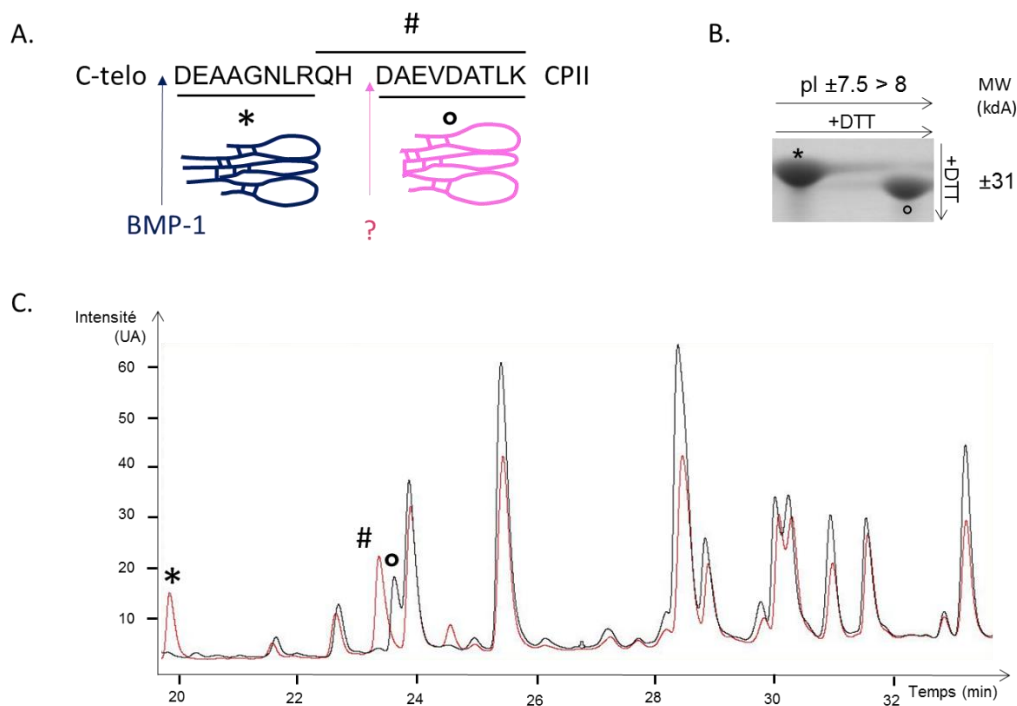 A.
#
C-telo DEAAGNLRQH DAEVDATLK CPII
* °
BMP-1 ?
B.
pI ±7.5 > 8 MW
(kdA)
+DTT
*
+DTT
±31
°
C.
Intensité
(UA)
60
50
40
30
20
10
* # °
20 22 24 26 28 30 32 Temps (min)